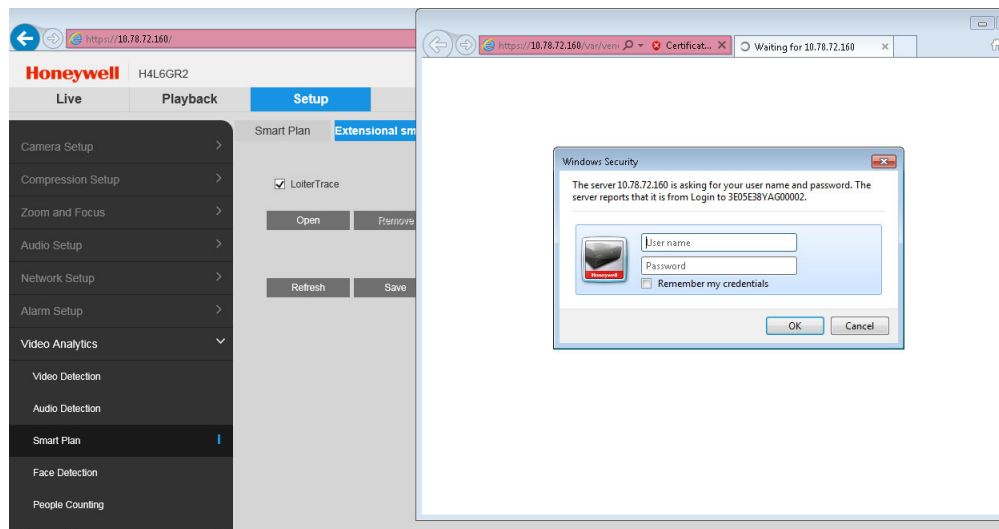 https://10.78.72.160/
Honeywell H4L6GR2
Live Playback Setup
Camera Setup
Compression Setup
Zoom and Focus
Audio Setup
Network Setup
Alarm Setup
Video Analytics
Video Detection
Audio Detection
Smart Plan
Face Detection
People Counting
Smart Plan Extensional sm
LoiterTrace
Open Remove
Refresh Save
https://10.78.72.160/var/ven Certificat... Waiting for 10.78.72.160
Windows Security
The server 10.78.72.160 is asking for your user name and password. The
server reports that it is from Login to 3E05E38YAG00002.
Honeywell
User name
Password
Remember my credentials
OK Cancel